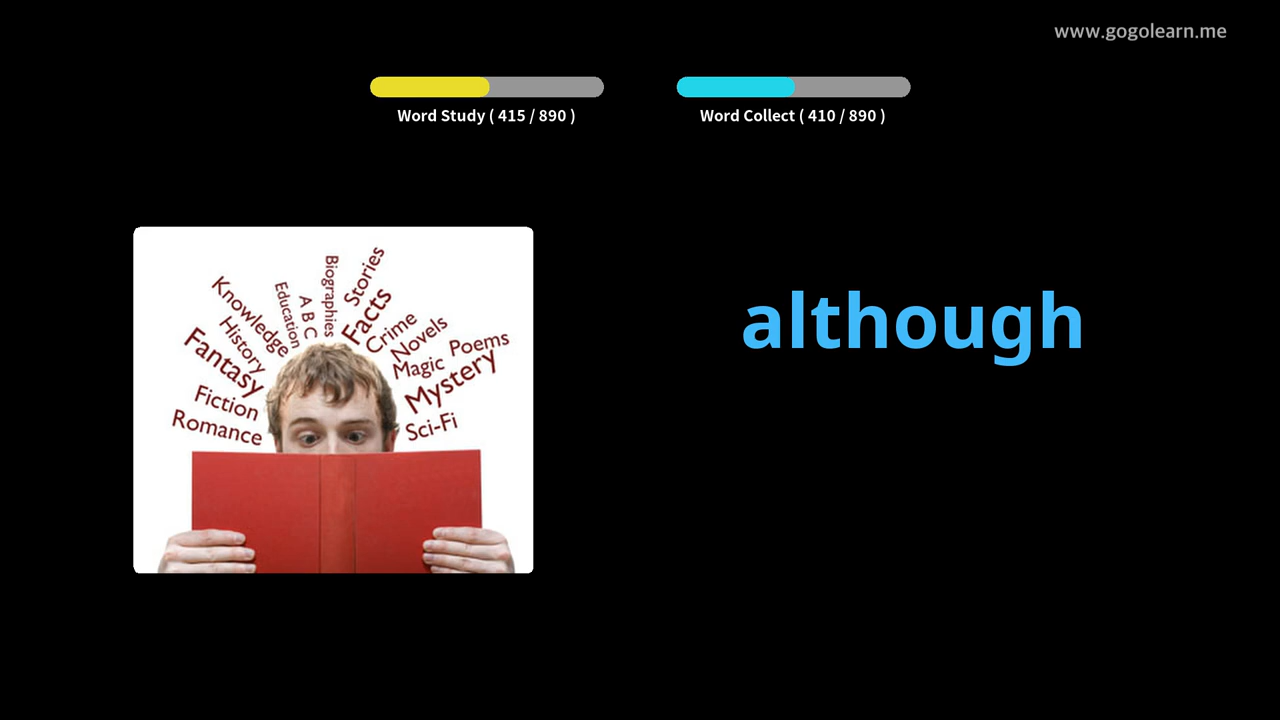 www.gogolearn.me
Word Study ( 415 / 890 )
Word Collect ( 410 / 890 )
although
Romance
Fiction
Fantasy
History
Knowledge
Education
A B C
Biographies
Stories
Facts
Crime
Novels
Magic
Poems
Mystery
Sci-Fi